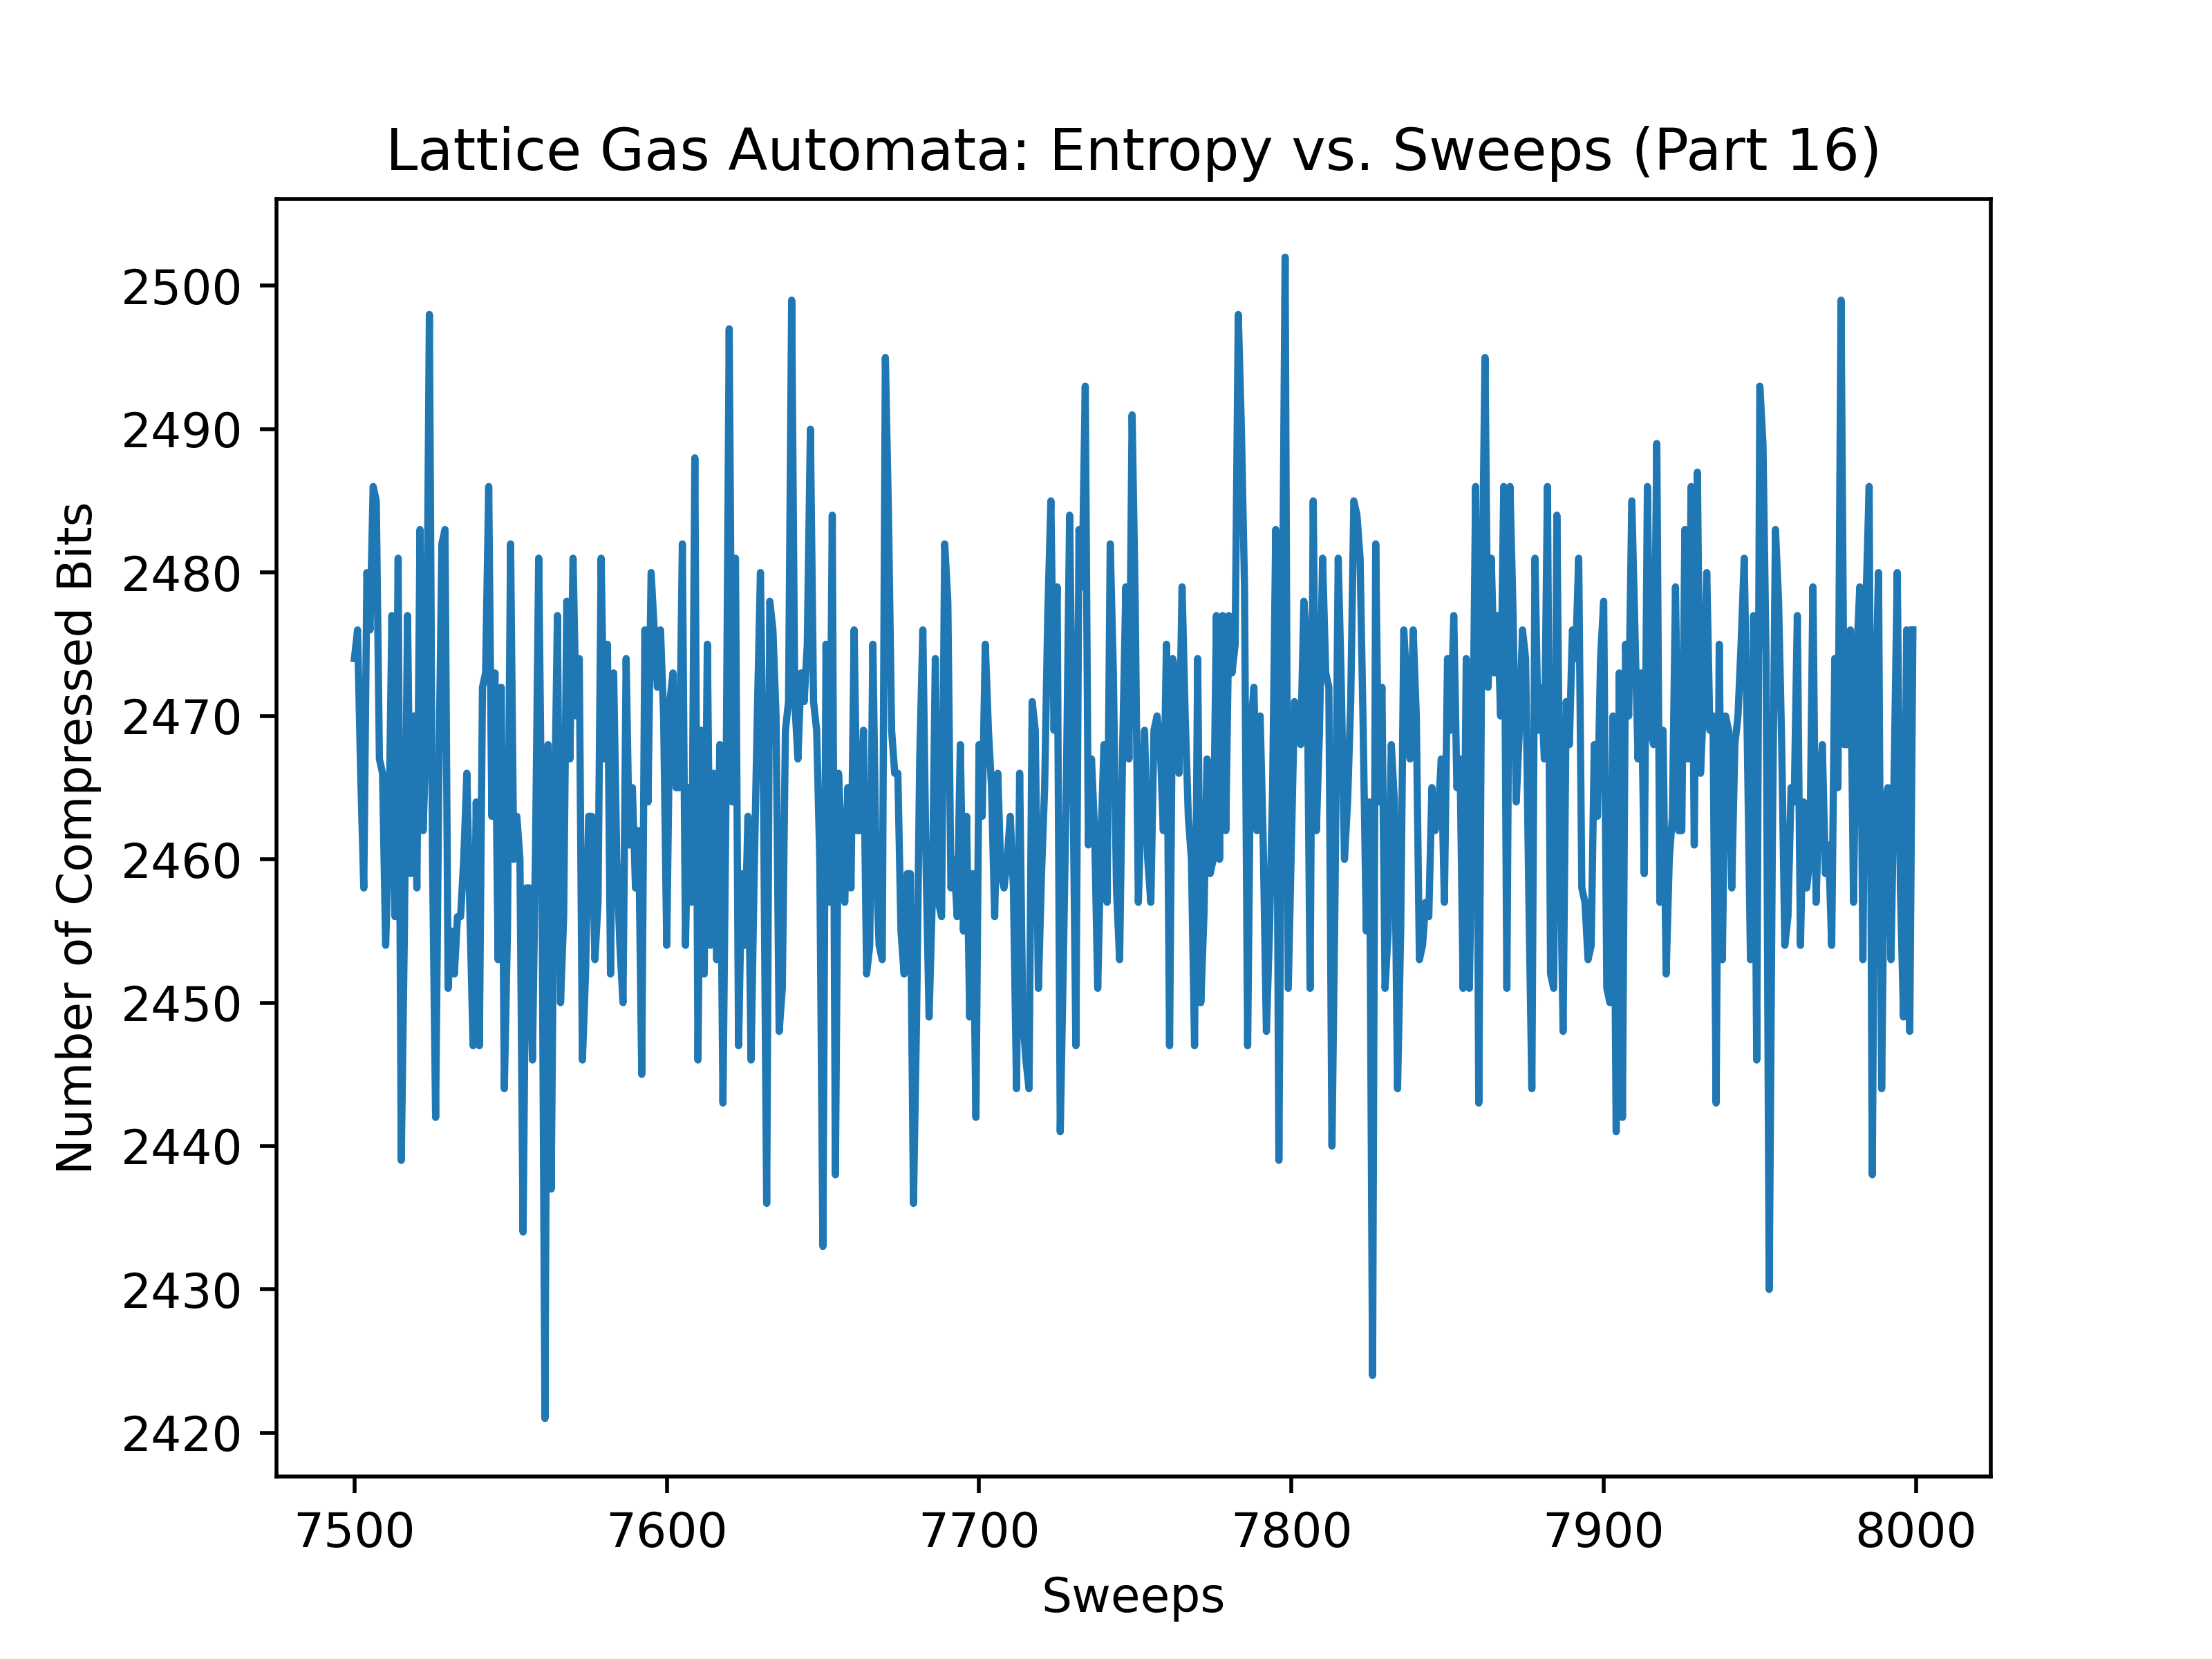 Lattice Gas Automata: Entropy vs. Sweeps (Part 16)
Number of Compressed Bits
2500
2490
2480
2470
2460
2450
2440
2430
2420
7500 7600 7700 7800 7900 8000
Sweeps